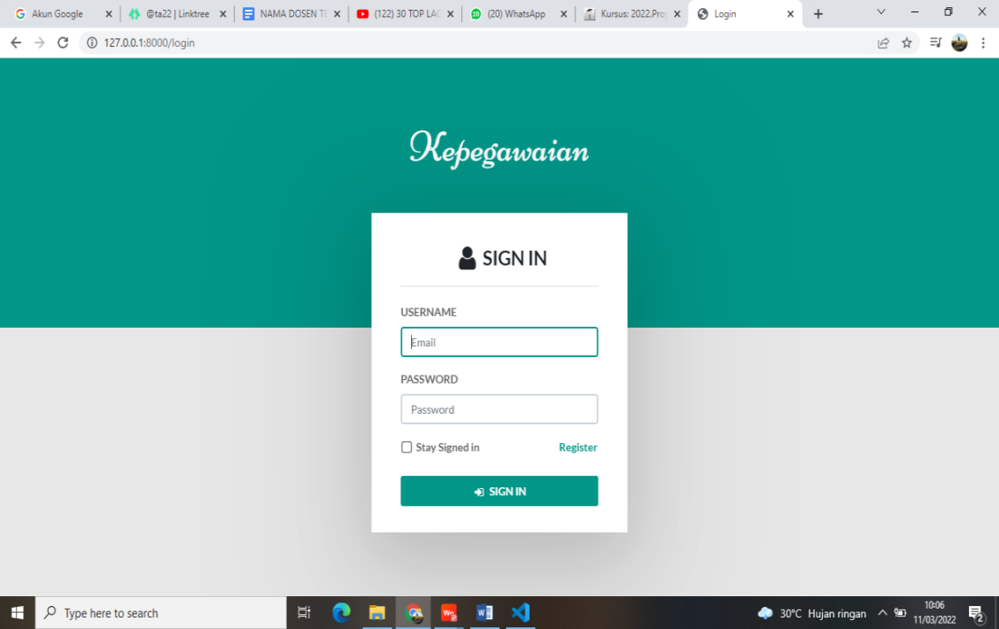 Akun Google
@ta22 | Linktree
NAMA DOSEN TE
(122) 30 TOP LAG
(20) WhatsApp
Kursus: 2022.Pro
Login
127.0.0.1:8000/login
Kepegawaian
SIGN IN
USERNAME
Email
PASSWORD
Password
Stay Signed in
Register
SIGN IN
Type here to search
30°C Hujan ringan
10:06
11/03/2022
2